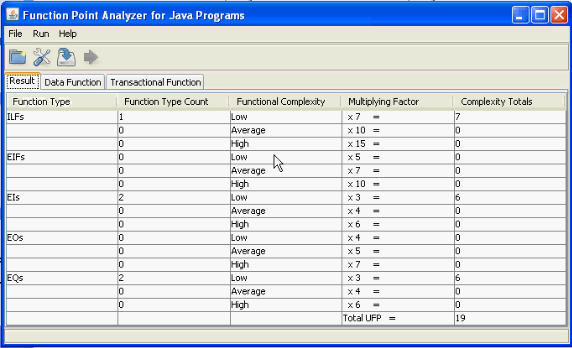 Function Point Analyzer for Java Programs
File Run Help
Result Data Function Transactional Function
Function Type Function Type Count Functional Complexity Multiplying Factor Complexity Totals
ILFs 1 Low x 7 = 7
0 Average x 10 = 0
0 High x 15 = 0
EIFs 0 Low x 5 = 0
0 Average x 7 = 0
0 High x 10 = 0
EIs 2 Low x 3 = 6
0 Average x 4 = 0
0 High x 6 = 0
EOs 0 Low x 4 = 0
0 Average x 5 = 0
0 High x 7 = 0
EQs 2 Low x 3 = 6
0 Average x 4 = 0
0 High x 6 = 0
Total UFP = 19